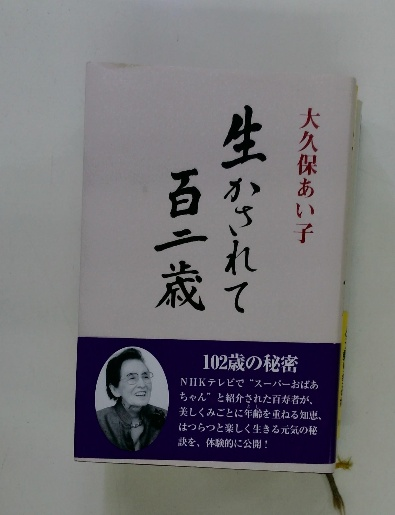 大久保あい子
生かされて
百二歳
102歳の秘密
NHKテレビで“スーパーおばあ
ちゃん”と紹介された百寿者が、
美しくみごとに年齢を重ねる知恵、
はつらつと楽しく生きる元気の秘
訣を、体験的に公開!